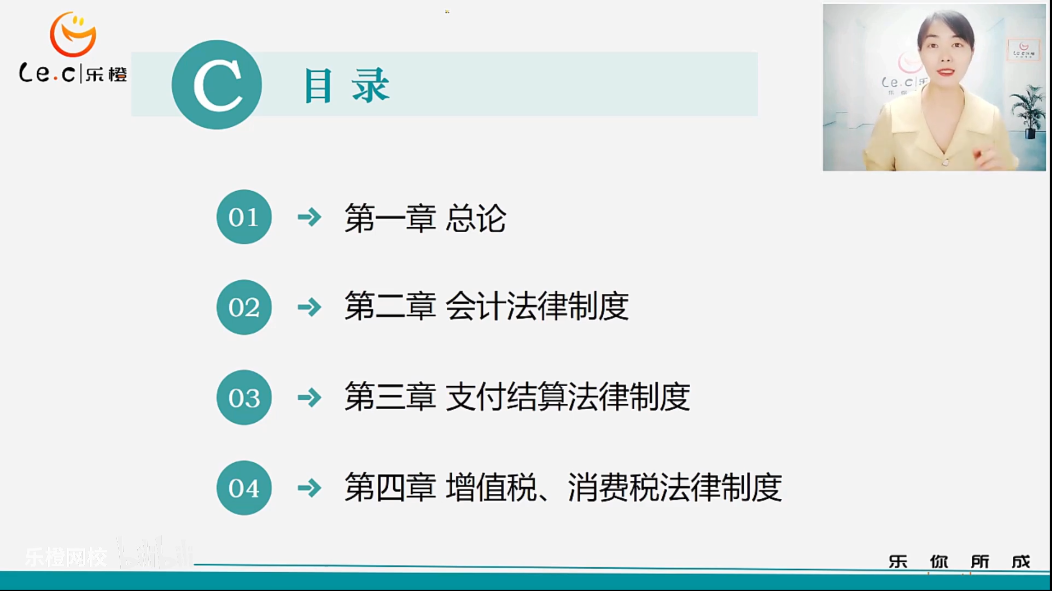 Le.c|乐橙
C 目录
01 第一章 总论
02 第二章 会计法律制度
03 第三章 支付结算法律制度
04 第四章 增值税、消费税法律制度
乐橙网校
乐 你 所 成